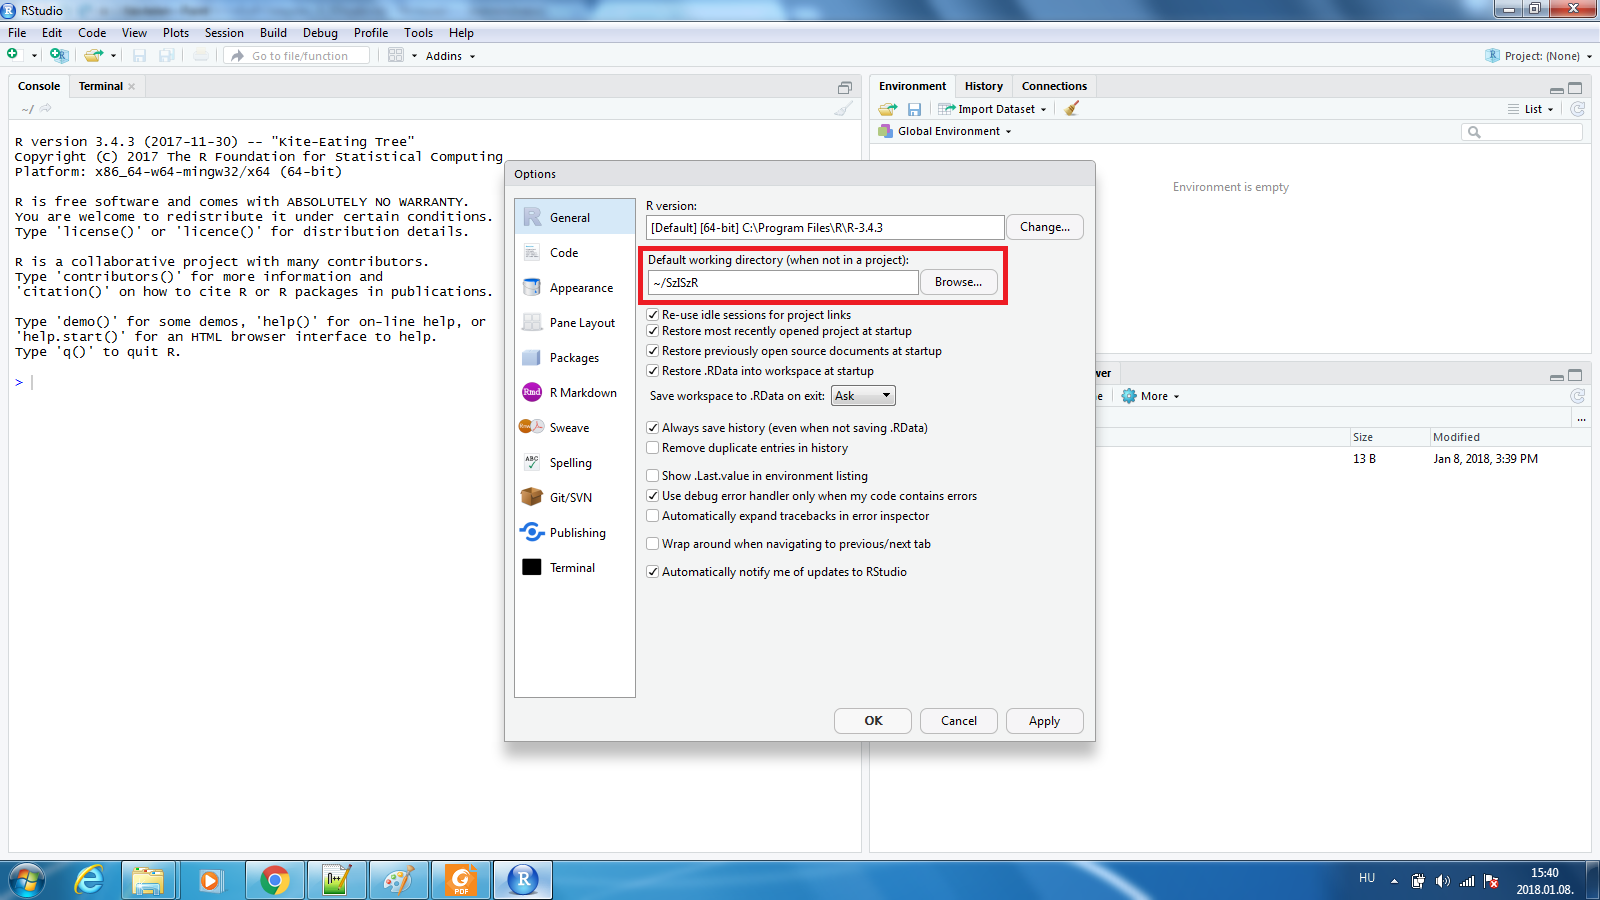 RStudio
File Edit Code View Plots Session Build Debug Profile Tools Help
Go to file/function
Addins
Project: (None)
Console Terminal
~/
R version 3.4.3 (2017-11-30) -- "Kite-Eating Tree"
Copyright (C) 2017 The R Foundation for Statistical Computing
Platform: x86_64-w64-mingw32/x64 (64-bit)
R is free software and comes with ABSOLUTELY NO WARRANTY.
You are welcome to redistribute it under certain conditions.
Type 'license()' or 'licence()' for distribution details.
R is a collaborative project with many contributors.
Type 'contributors()' for more information and
'citation()' on how to cite R or R packages in publications.
Type 'demo()' for some demos, 'help()' for on-line help, or
'help.start()' for an HTML browser interface to help.
Type 'q()' to quit R.
>
Environment History Connections
Import Dataset
List
Global Environment
Environment is empty
wer
ne More
...
Size Modified
13 B Jan 8, 2018, 3:39 PM
Options
General
Code
Appearance
Pane Layout
Packages
Rmd R Markdown
Sweave
ABC Spelling
Git/SVN
Publishing
Terminal
R version:
[Default] [64-bit] C:\Program Files\R\R-3.4.3 Change...
Default working directory (when not in a project):
~/SzISzR Browse...
Re-use idle sessions for project links
Restore most recently opened project at startup
Restore previously open source documents at startup
Restore .RData into workspace at startup
Save workspace to .RData on exit: Ask
Always save history (even when not saving .RData)
Remove duplicate entries in history
Show .Last.value in environment listing
Use debug error handler only when my code contains errors
Automatically expand tracebacks in error inspector
Wrap around when navigating to previous/next tab
Automatically notify me of updates to RStudio
OK Cancel Apply
PDF
HU
15:40
2018.01.08.